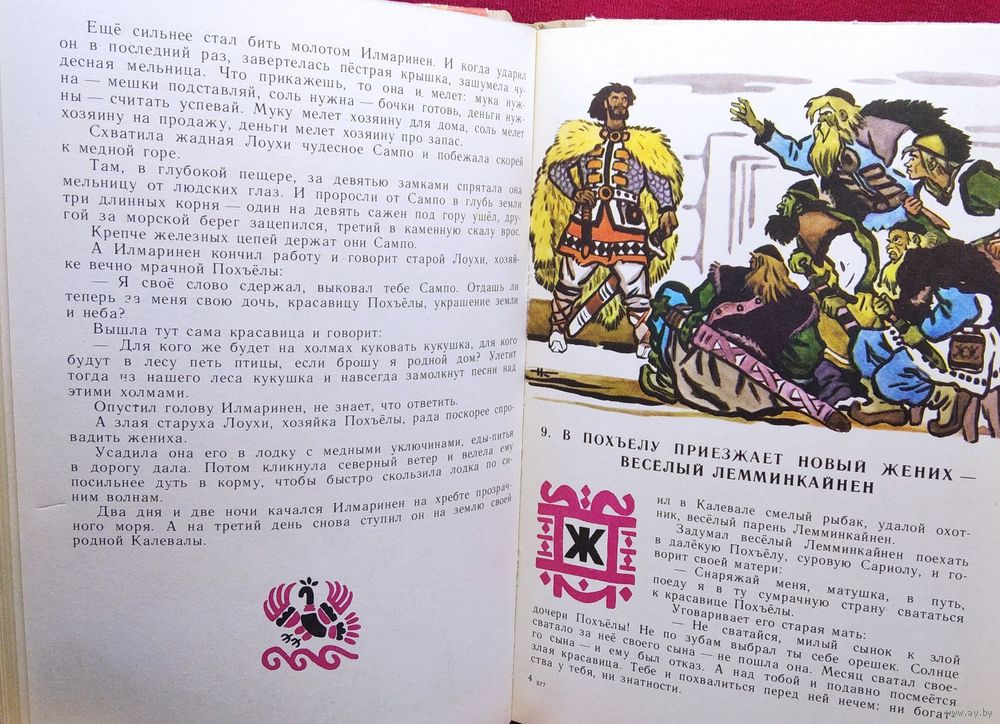 Ещё сильнее стал бить молотом Илмаринен. И когда ударил
он в последний раз, завертелась пёстрая крышка, зашумела чу-
десная мельница. Что прикажешь, то она и мелет: мука нуж-
на — мешки подставляй, соль нужна — бочки готовь, деньги нуж-
ны — считать успевай. Муку мелет хозяину для дома, соль мелет
хозяину на продажу, деньги мелет хозяину про запас.
Схватила жадная Лоухи чудесное Сампо и побежала скорей
к медной горе.
Там, в глубокой пещере, за девятью замками спрятала она
мельницу от людских глаз. И проросли от Сампо в глубь земли
три длинных корня — один на девять сажен под гору ушёл, дру-
гой за морской берег зацепился, третий в каменную скалу врос.
Крепче железных цепей держат они Сампо.
А Илмаринен кончил работу и говорит старой Лоухи, хозяй-
ке вечно мрачной Похъёлы:
— Я своё слово сдержал, выковал тебе Сампо. Отдашь ли
теперь за меня свою дочь, красавицу Похъёлы, украшение земли
и неба?
Вышла тут сама красавица и говорит:
— Для кого же будет на холмах куковать кукушка, для кого
будут в лесу петь птицы, если брошу я родной дом? Улетит
тогда из нашего леса кукушка и навсегда замолкнут песни над
этими холмами.
Опустил голову Илмаринен, не знает, что ответить.
А злая старуха Лоухи, хозяйка Похъёлы, рада поскорее спро-
вадить жениха.
Усадила она его в лодку с медными уключинами, еды-питья
в дорогу дала. Потом кликнула северный ветер и велела ему
посильнее дуть в корму, чтобы быстро скользила лодка по си-
ним волнам.
Два дня и две ночи качался Илмаринен на хребте прозрач-
ного моря. А на третий день снова ступил он на землю своей
родной Калевалы.
9. В ПОХЪЕЛУ ПРИЕЗЖАЕТ НОВЫЙ ЖЕНИХ —
ВЕСЕЛЫЙ ЛЕММИНКАЙНЕН
Жил в Калевале смелый рыбак, удалой охот-
ник, весёлый парень Лемминкайнен.
Задумал весёлый Лемминкайнен поехать
в далёкую Похъёлу, суровую Сариолу, и го-
ворит своей матери:
— Снаряжай меня, матушка, в путь,
поеду я в ту сумрачную страну свататься
к красавице Похъёлы.
Уговаривает его старая мать:
— Не сватайся, милый сынок к злой
дочери Похъёлы! Не по зубам выбрал ты себе орешек. Солнце
сватало за неё своего сына — не пошла она. Месяц сватал свое-
го сына — и ему был отказ. А над тобой и подавно посмеётся
злая красавица. Тебе и похвалиться перед ней нечем: ни богат-
ства у тебя, ни знатности.
4 577
www.ay.by